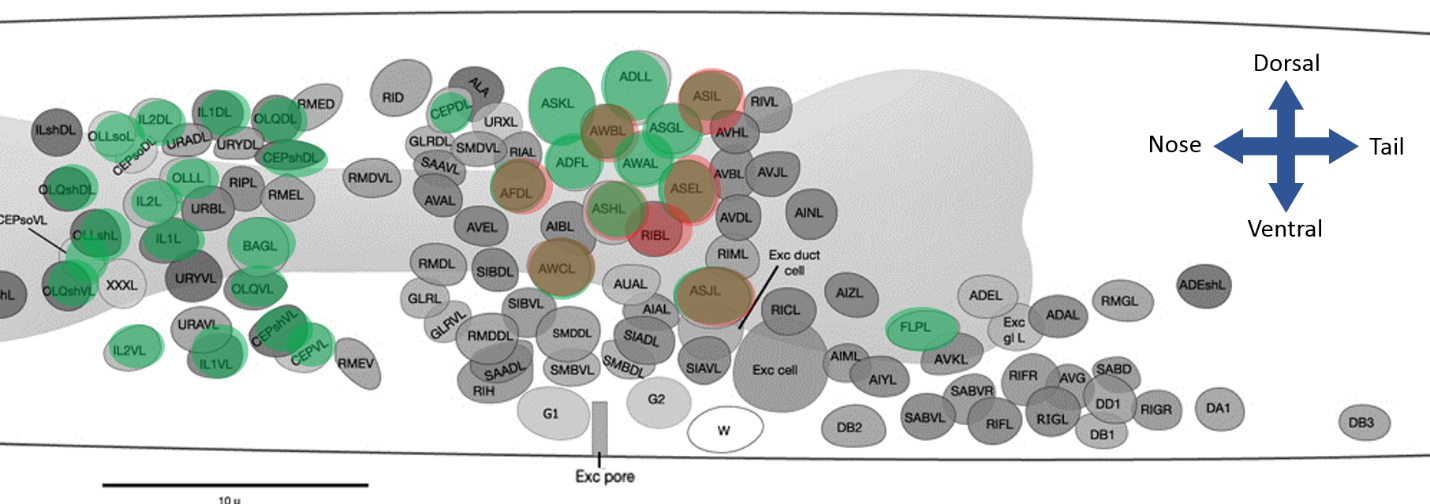 Dorsal
Nose
Tail
Ventral
ILshDL
OLLsoL
CEPsoDL
IL2DL
URADL
IL1DL
URYDL
OLQDL
RMED
CEPshDL
OLQshDL
OLLL
IL2L
URBL
RIPL
RMEL
CEPsoVL
OLLshL
IL1L
BAGL
hL
OLQshVL
XXXL
URYVL
OLQVL
IL2VL
URAVL
IL1VL
CEPshVL
CEPVL
RMEV
RID
ALA
CEPDL
URXL
GLRDL
SMDVL
RIAL
SAAVL
RMDVL
AVAL
AVEL
RMDL
SIBDL
GLRL
GLRVL
SIBVL
RMDDL
SMDDL
SAADL
RIH
SMBVL
SMBDL
ASKL
ADLL
ASIL
RIVL
AWBL
ASGL
AVHL
ADFL
AWAL
AFDL
ASEL
AVBL
AVJL
ASHL
RIBL
AIBL
AVDL
AINL
AWCL
RIML
AUAL
ASJL
AIAL
SIADL
SIAVL
Exc duct
cell
RICL
AIZL
Exc cell
G1
G2
W
Exc pore
AIML
AIYL
DB2
FLPL
AVKL
ADEL
Exc
gl L
ADAL
RMGL
ADEshL
SABVR
SABVL
RIFR
RIFL
AVG
SABD
RIGL
DD1
DB1
RIGR
DA1
DB3
10 μ